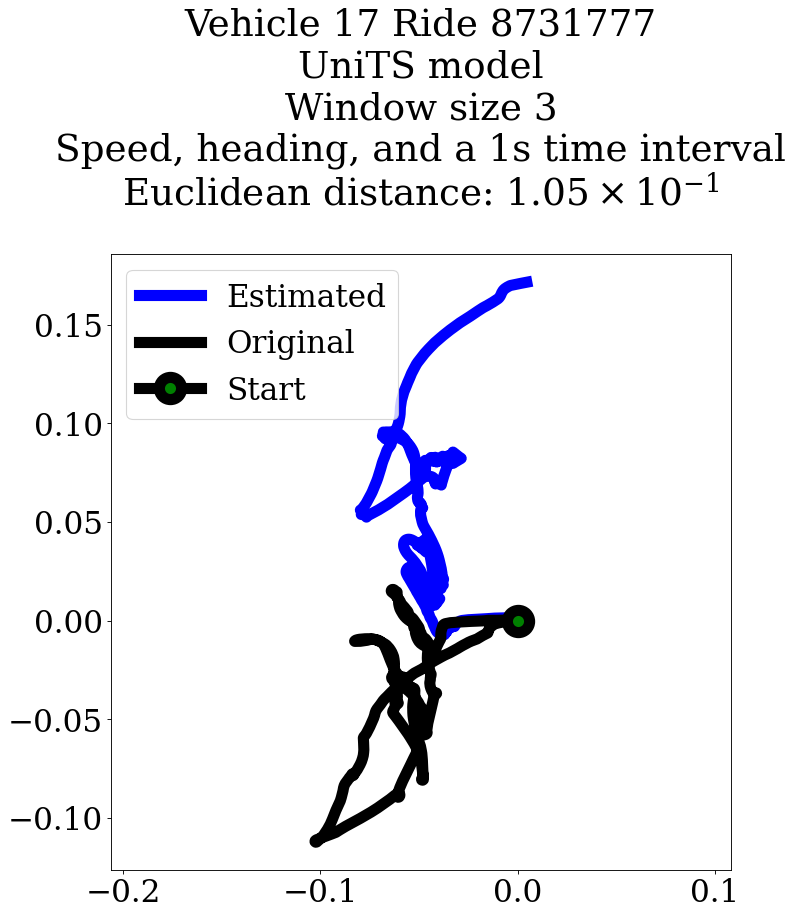 Vehicle 17 Ride 8731777
UniTS model
Window size 3
Speed, heading, and a 1s time interval
Euclidean distance: 1.05 × 10⁻¹
Estimated
Original
Start
0.15
0.10
0.05
0.00
−0.05
−0.10
−0.2 −0.1 0.0 0.1